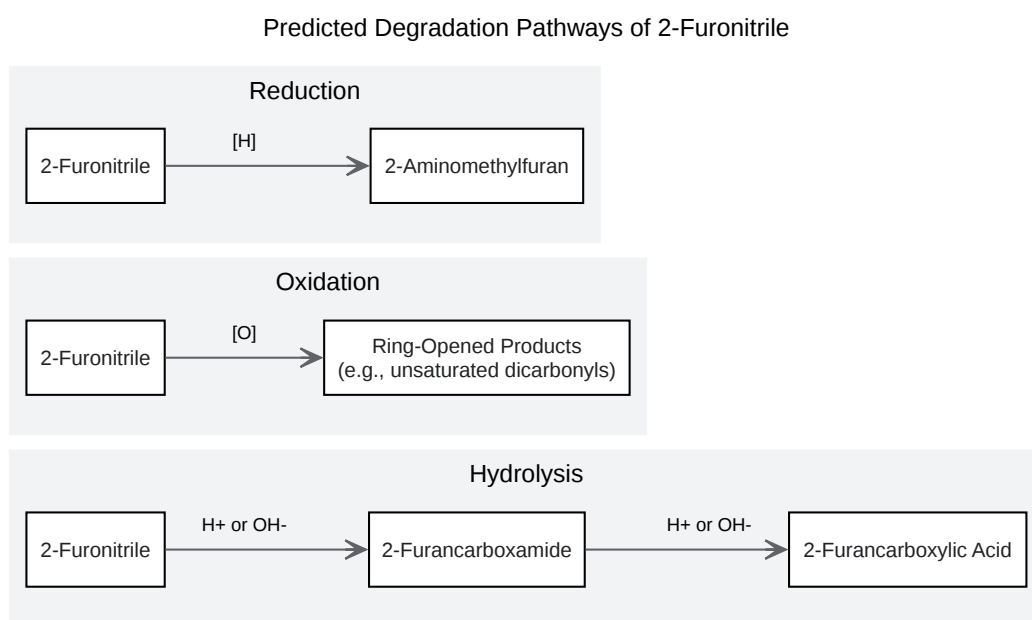 Predicted Degradation Pathways of 2-Furonitrile
Reduction
2-Furonitrile
[H]
2-Aminomethylfuran
Oxidation
2-Furonitrile
[O]
Ring-Opened Products
(e.g., unsaturated dicarbonyls)
Hydrolysis
2-Furonitrile
H+ or OH-
2-Furancarboxamide
H+ or OH-
2-Furancarboxylic Acid